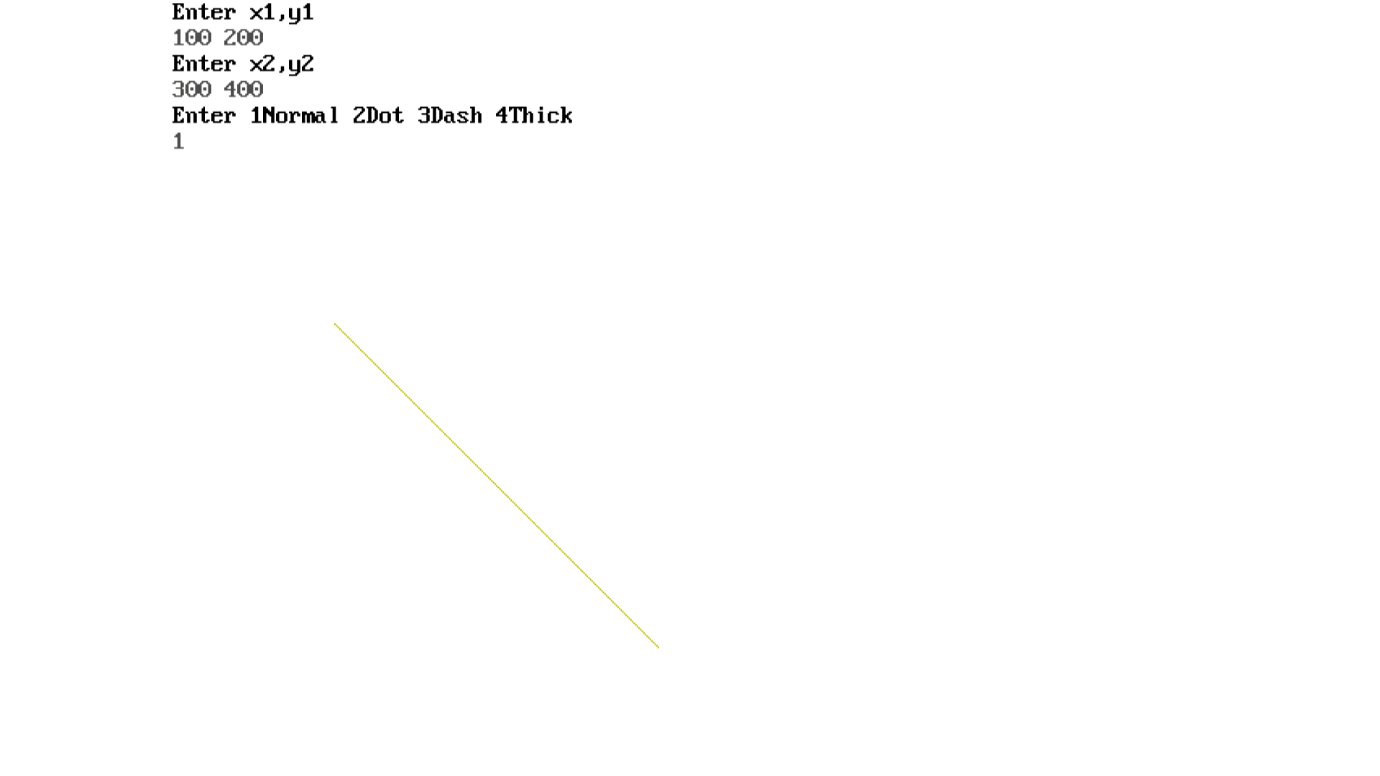 Enter x1,y1
100 200
Enter x2,y2
300 400
Enter 1Normal 2Dot 3Dash 4Thick
1